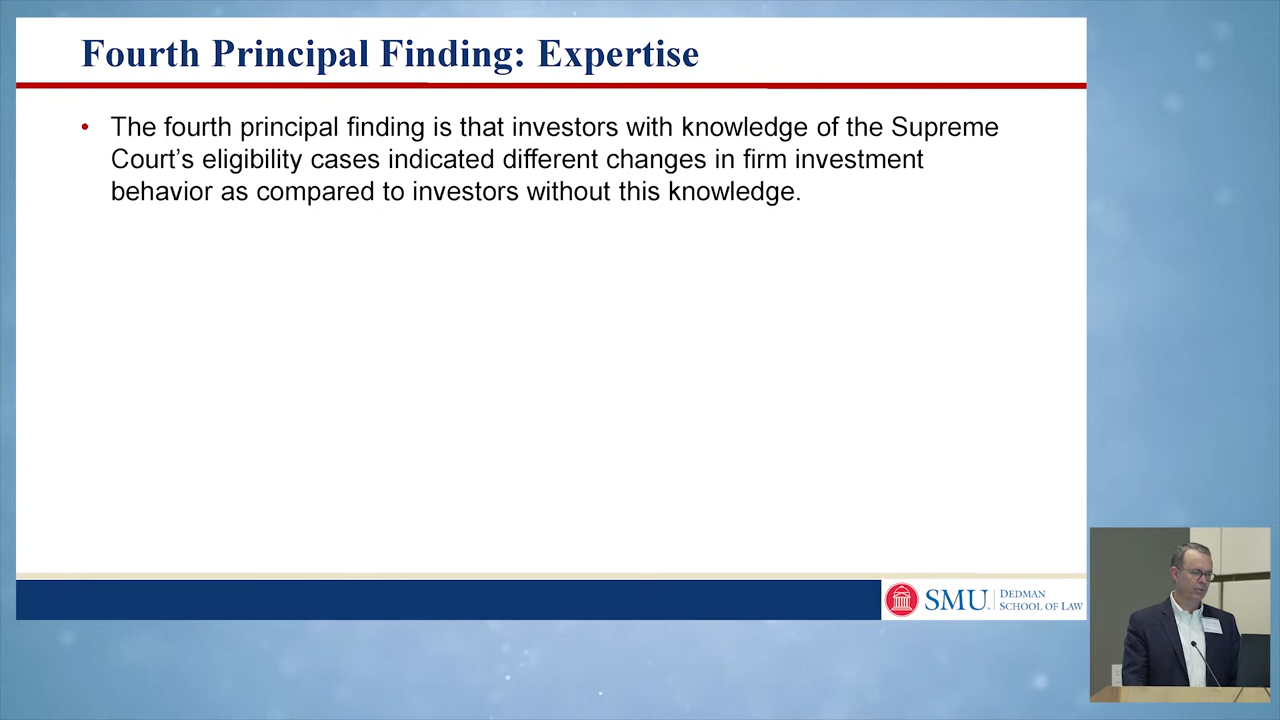 Fourth Principal Finding: Expertise
• The fourth principal finding is that investors with knowledge of the Supreme
Court's eligibility cases indicated different changes in firm investment
behavior as compared to investors without this knowledge.
SMU. DEDMAN
SCHOOL OF LAW